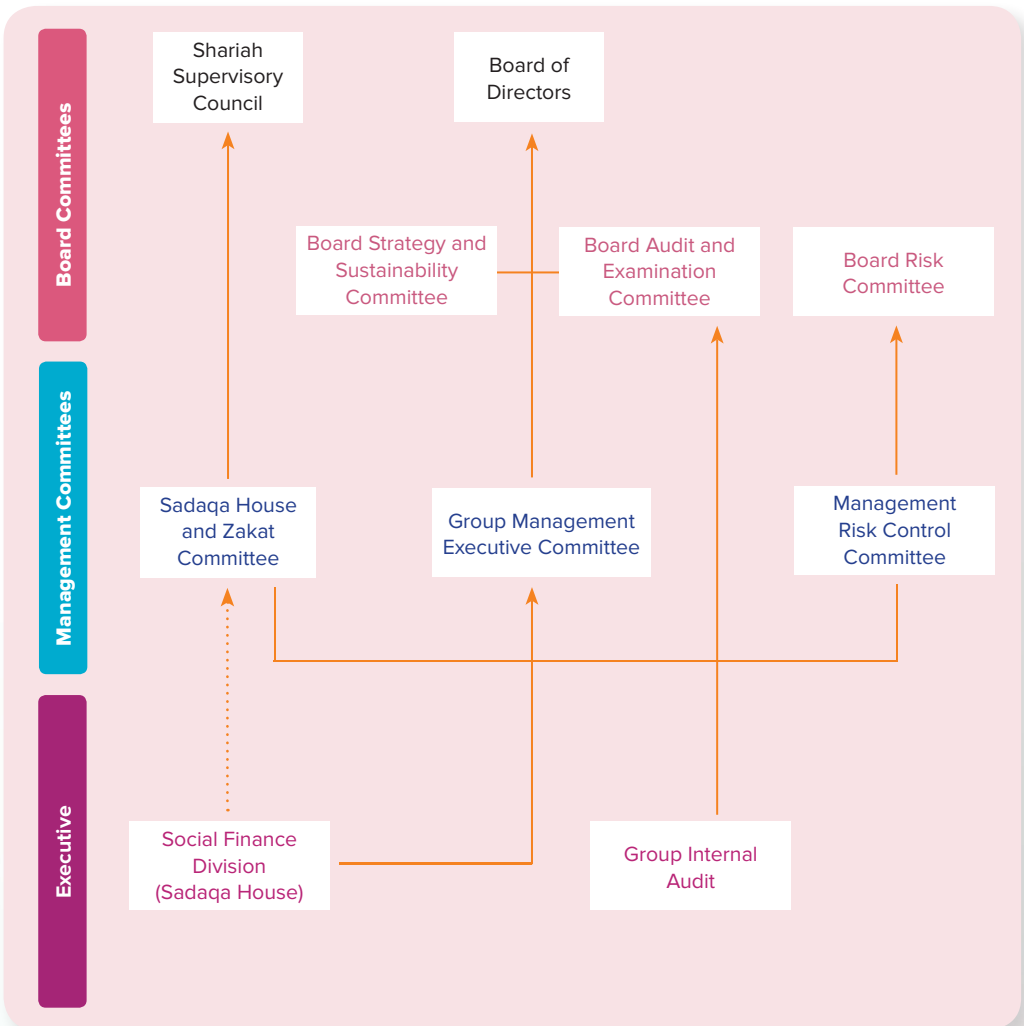 Board Committees
Shariah
Supervisory
Council
Board of
Directors
Board Strategy and
Sustainability
Committee
Board Audit and
Examination
Committee
Board Risk
Committee
Management Committees
Sadaqa House
and Zakat
Committee
Group Management
Executive Committee
Management
Risk Control
Committee
Executive
Social Finance
Division
(Sadaqa House)
Group Internal
Audit